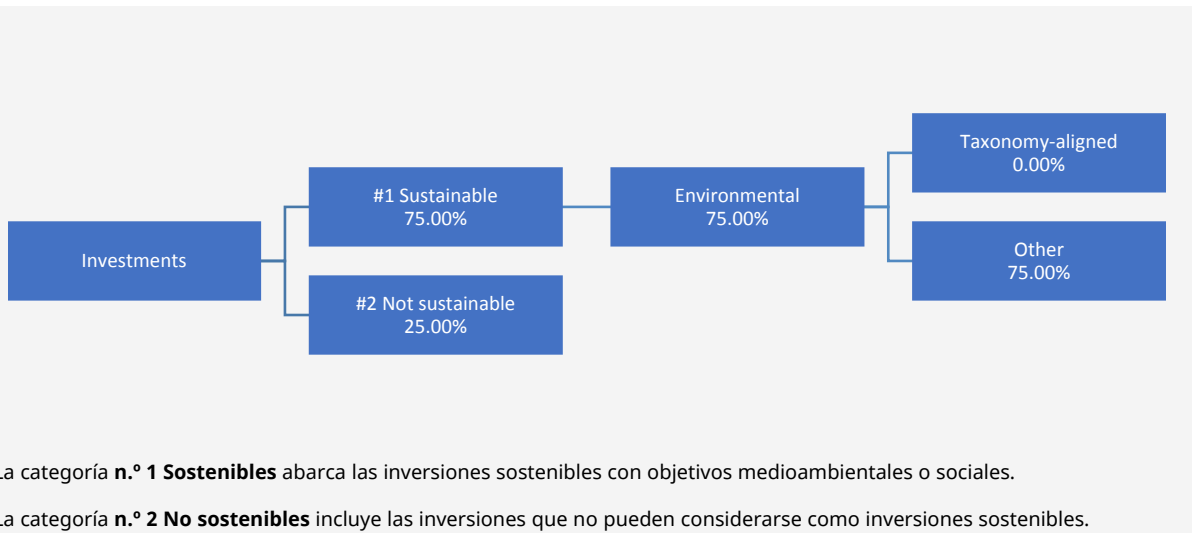 Taxonomy-aligned
0.00%
#1 Sustainable
75.00%
Environmental
75.00%
Investments
Other
75.00%
#2 Not sustainable
25.00%
La categoría n.º 1 Sostenibles abarca las inversiones sostenibles con objetivos medioambientales o sociales.
La categoría n.º 2 No sostenibles incluye las inversiones que no pueden considerarse como inversiones sostenibles.